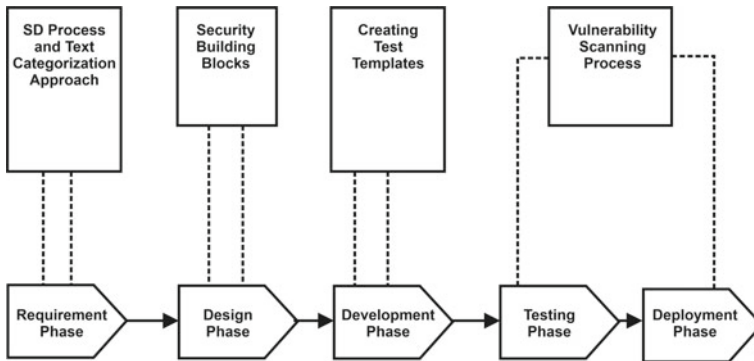 SD Process
and Text
Categorization
Approach
Security
Building
Blocks
Creating
Test
Templates
Vulnerability
Scanning
Process
Requirement
Phase
Design
Phase
Development
Phase
Testing
Phase
Deployment
Phase